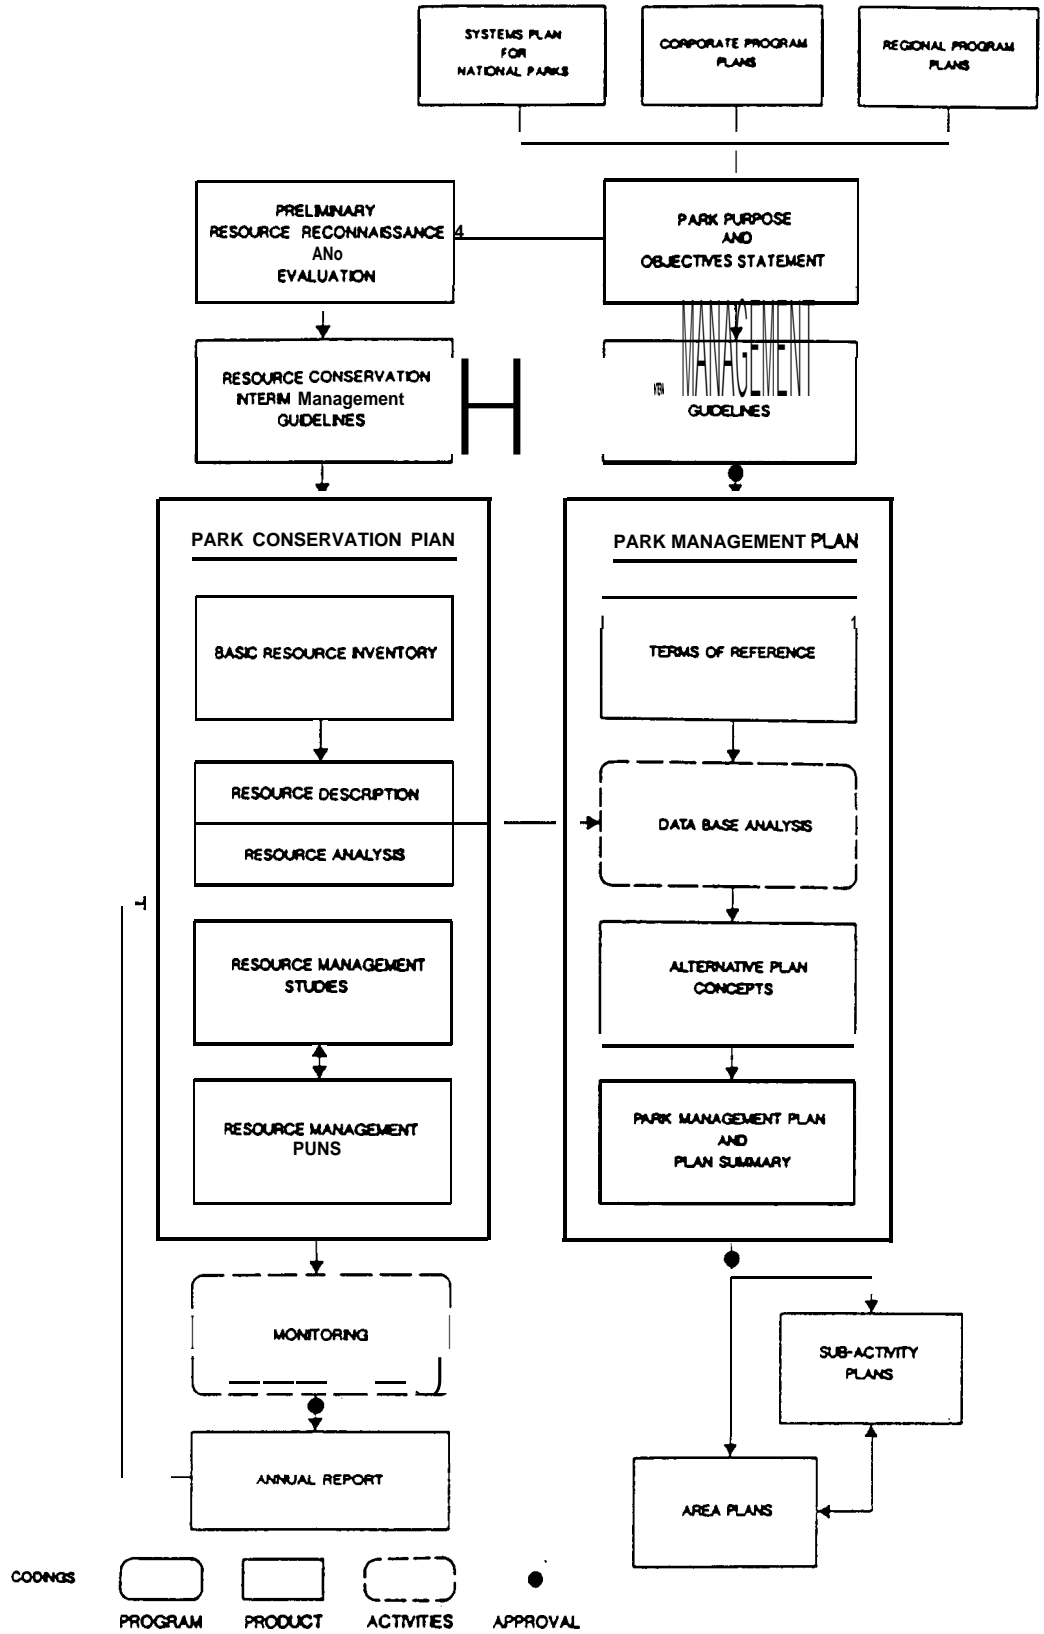 SYSTEMS PLAN
FOR
NATIONAL PARKS
CORPORATE PROGRAM
PLANS
REGIONAL PROGRAM
PLANS
PRELIMINARY
RESOURCE RECONNAISSANCE 4
ANo
EVALUATION
PARK PURPOSE
AND
OBJECTIVES STATEMENT
RESOURCE CONSERVATION
INTERIM Management
GUIDELINES
MANAGEMENT
GUIDELINES
PARK CONSERVATION PIAN
BASIC RESOURCE INVENTORY
RESOURCE DESCRIPTION
RESOURCE ANALYSIS
RESOURCE MANAGEMENT
STUDIES
RESOURCE MANAGEMENT
PUNS
PARK MANAGEMENT PLAN
TERMS OF REFERENCE
DATA BASE ANALYSIS
ALTERNATIVE PLAN
CONCEPTS
PARK MANAGEMENT PLAN
AND
PLAN SUMMARY
MONITORING
ANNUAL REPORT
SUB-ACTIVITY
PLANS
AREA PLANS
CODINGS
PROGRAM
PRODUCT
ACTIVITIES
APPROVAL